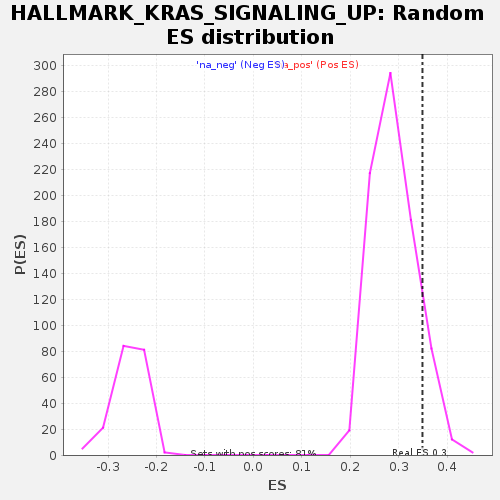 HALLMARK_KRAS_SIGNALING_UP: Random
ES distribution
'na_neg' (Neg ES) a_pos' (Pos ES)
300
280
260
240
220
200
180
160
140
120
100
80
60
40
20
0
P(ES)
Sets with pos scores: 81%
Real ES 0.3
-0.3 -0.2 -0.1 0.0 0.1 0.2 0.3 0.4
ES